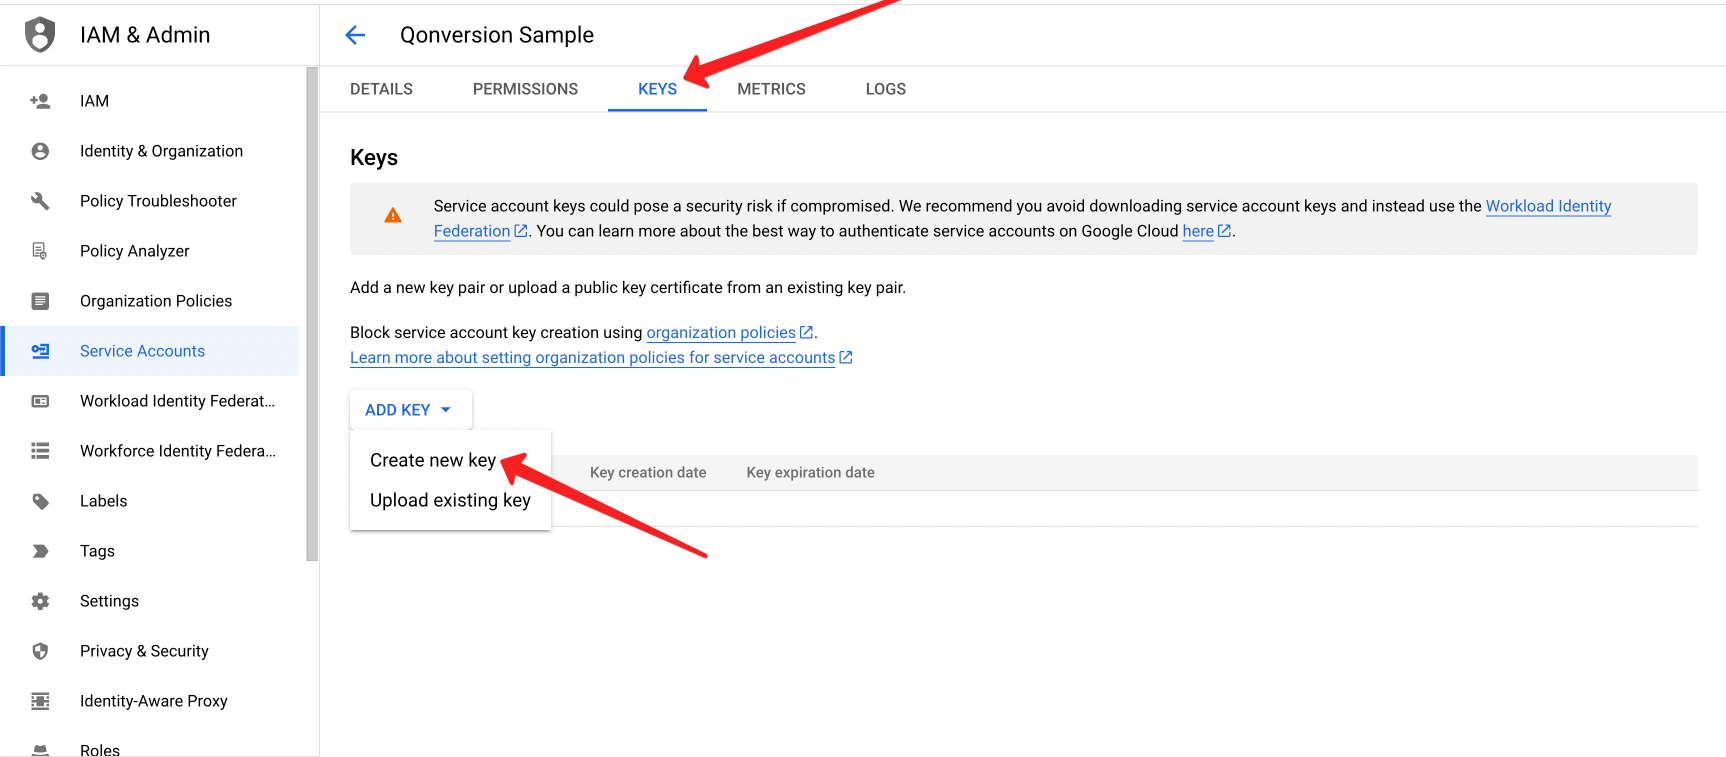 IAM & Admin
Qonversion Sample
DETAILS
PERMISSIONS
KEYS
METRICS
LOGS
IAM
Identity & Organization
Policy Troubleshooter
Policy Analyzer
Organization Policies
Service Accounts
Workload Identity Federat...
Workforce Identity Federa...
Labels
Tags
Settings
Privacy & Security
Identity-Aware Proxy
Roles
Keys
Service account keys could pose a security risk if compromised. We recommend you avoid downloading service account keys and instead use the Workload Identity
Federation. You can learn more about the best way to authenticate service accounts on Google Cloud here.
Add a new key pair or upload a public key certificate from an existing key pair.
Block service account key creation using organization policies.
Learn more about setting organization policies for service accounts
ADD KEY
Create new key
Upload existing key
Key creation date
Key expiration date